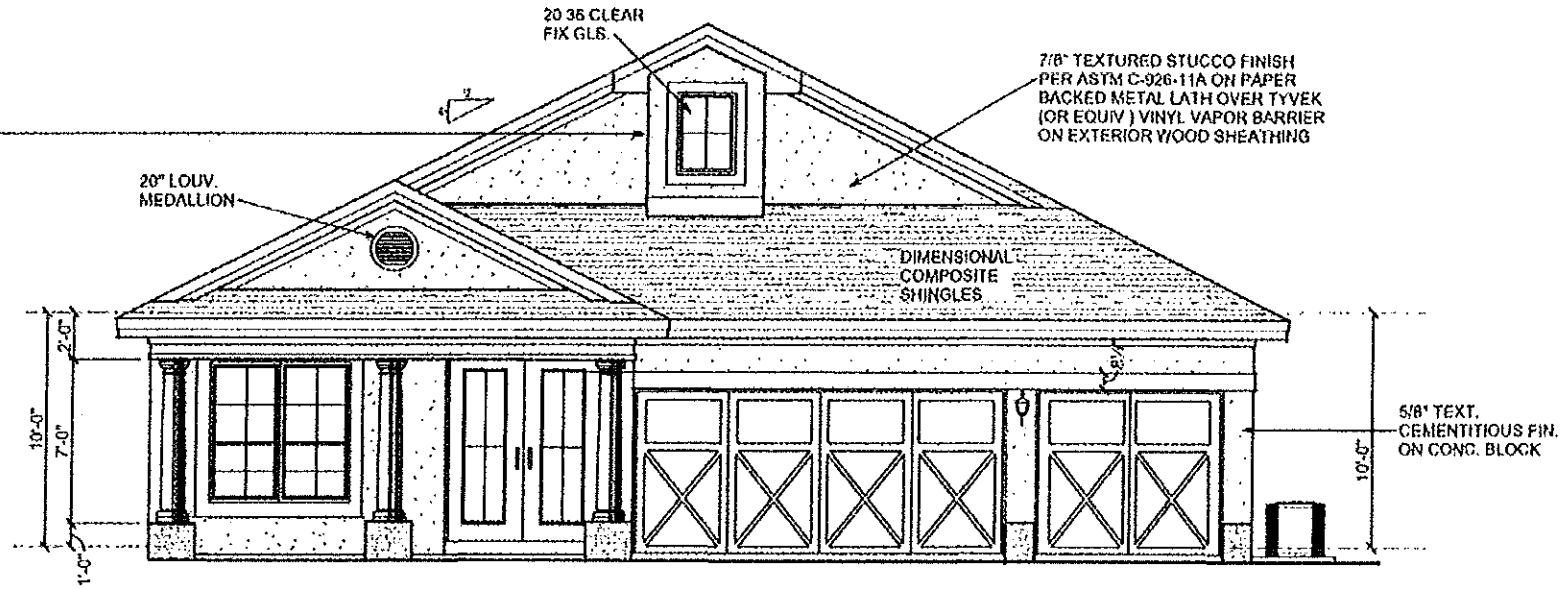 20 36 CLEAR
FIX GLS.
7/8" TEXTURED STUCCO FINISH
PER ASTM C-926-11A ON PAPER
BACKED METAL LATH OVER TYVEK
(OR EQUIV ) VINYL VAPOR BARRIER
ON EXTERIOR WOOD SHEATHING
20" LOUV.
MEDALLION
DIMENSIONAL
COMPOSITE
SHINGLES
2'-0"
10'-0"
7'-0"
1'-0"
5/8" TEXT.
CEMENTITIOUS FIN.
ON CONC. BLOCK
10'-0"